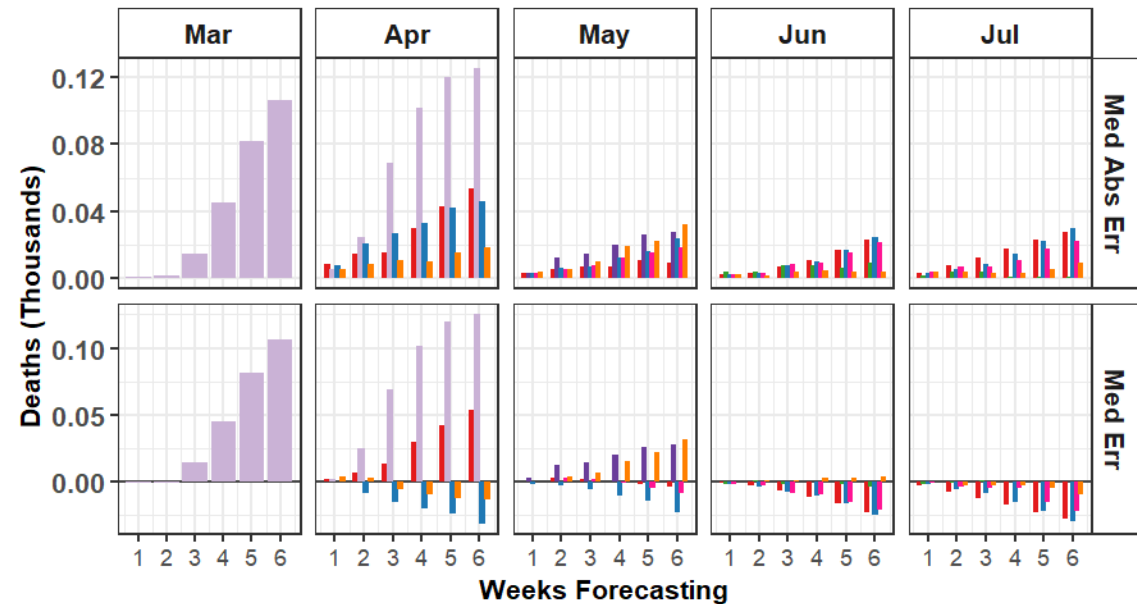 Mar Apr May Jun Jul
Deaths (Thousands)
0.12
0.08
0.04
0.00
Med Abs Err
0.10
0.05
0.00
Med Err
1 2 3 4 5 6 1 2 3 4 5 6 1 2 3 4 5 6 1 2 3 4 5 6 1 2 3 4 5 6
Weeks Forecasting